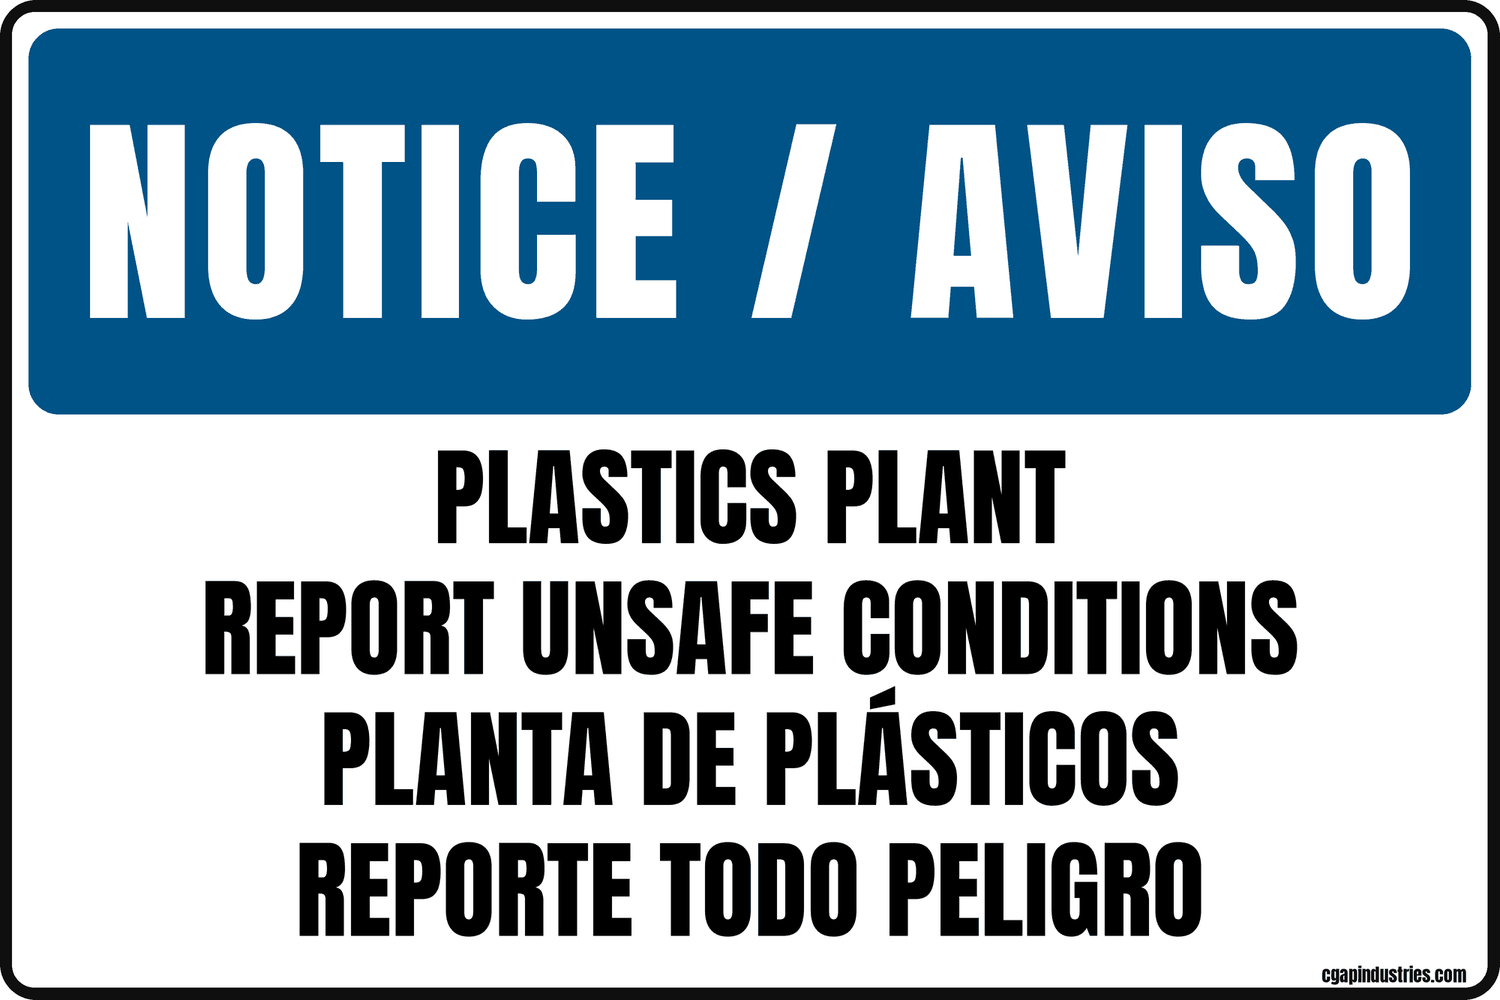 NOTICE / AVISO
PLASTICS PLANT
REPORT UNSAFE CONDITIONS
PLANTA DE PLÁSTICOS
REPORTE TODO PELIGRO
cgapindustries.com